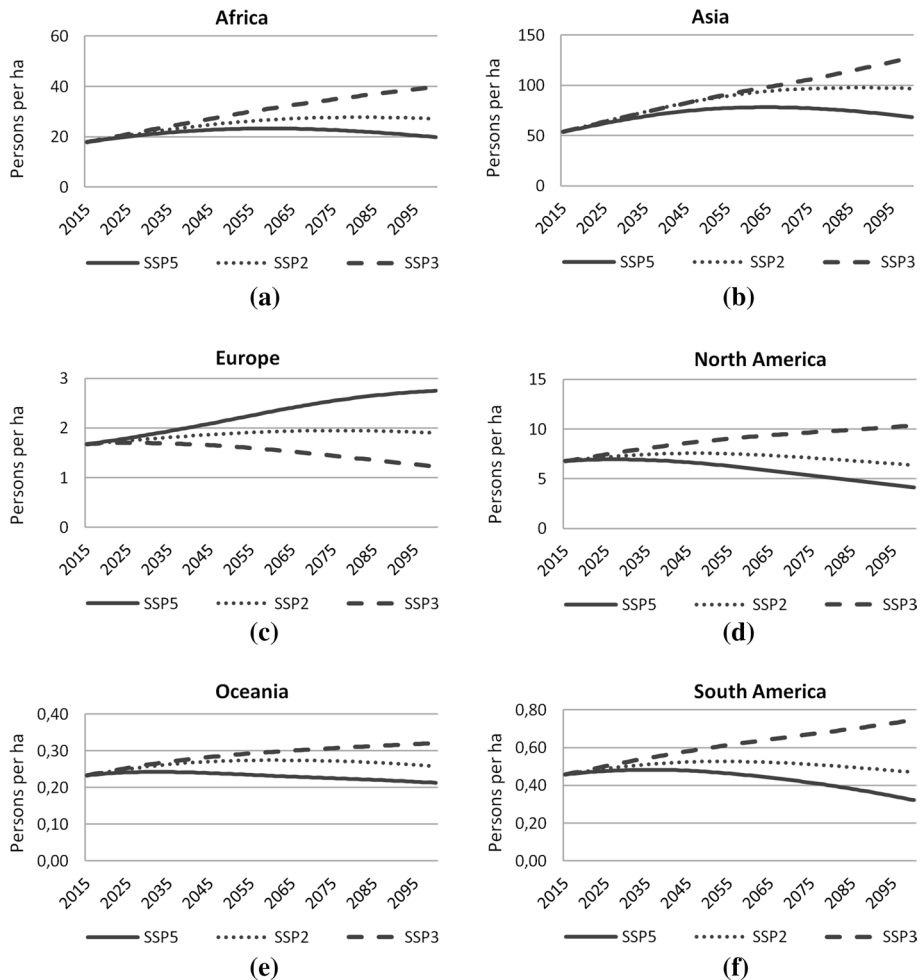 Africa
60
40
20
0
Persons per ha
2015 2025 2035 2045 2055 2065 2075 2085 2095
SSP5 SSP2 SSP3
(a)
Asia
150
100
50
0
Persons per ha
2015 2025 2035 2045 2055 2065 2075 2085 2095
SSP5 SSP2 SSP3
(b)
Europe
3
2
1
0
Persons per ha
2015 2025 2035 2045 2055 2065 2075 2085 2095
SSP5 SSP2 SSP3
(c)
North America
15
10
5
0
Persons per ha
2015 2025 2035 2045 2055 2065 2075 2085 2095
SSP5 SSP2 SSP3
(d)
Oceania
0,40
0,30
0,20
0,10
0,00
Persons per ha
2015 2025 2035 2045 2055 2065 2075 2085 2095
SSP5 SSP2 SSP3
(e)
South America
0,80
0,60
0,40
0,20
0,00
Persons per ha
2015 2025 2035 2045 2055 2065 2075 2085 2095
SSP5 SSP2 SSP3
(f)